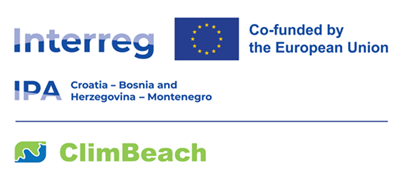 Interreg
Co-funded by
the European Union
IPA
Croatia – Bosnia and
Herzegovina – Montenegro
ClimBeach